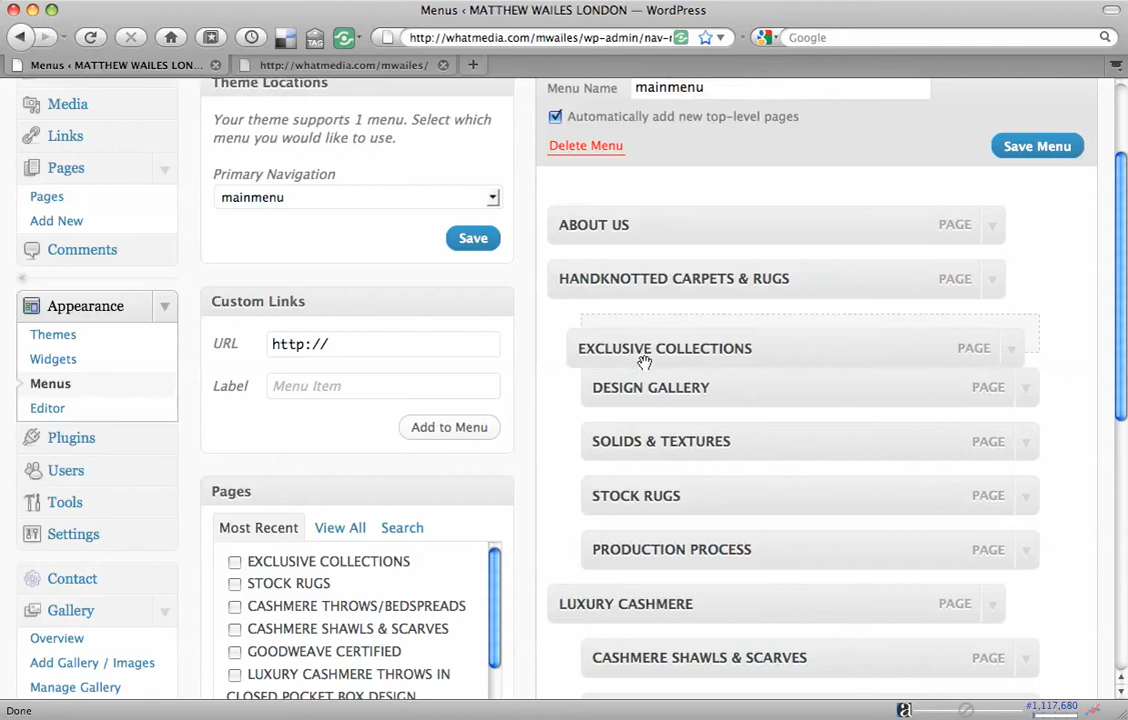 Menus ‹ MATTHEW WAILES LONDON — WordPress
http://whatmedia.com/mwailes/wp-admin/nav-r
Google
Menus ‹ MATTHEW WAILES LON...
http://whatmedia.com/mwailes/
Media
Links
Pages
Pages
Add New
Comments
Appearance
Themes
Widgets
Menus
Editor
Plugins
Users
Tools
Settings
Contact
Gallery
Overview
Add Gallery / Images
Manage Gallery
Theme Locations
Your theme supports 1 menu. Select which
menu you would like to use.
Primary Navigation
mainmenu
Save
Custom Links
URL http://
Label Menu Item
Add to Menu
Pages
Most Recent View All Search
EXCLUSIVE COLLECTIONS
STOCK RUGS
CASHMERE THROWS/BEDSPREADS
CASHMERE SHAWLS & SCARVES
GOODWEAVE CERTIFIED
LUXURY CASHMERE THROWS IN
CLOSED POCKET BOX DESIGN
Menu Name mainmenu
Automatically add new top-level pages
Delete Menu
Save Menu
ABOUT US PAGE
HANDKNOTTED CARPETS & RUGS PAGE
EXCLUSIVE COLLECTIONS PAGE
DESIGN GALLERY PAGE
SOLIDS & TEXTURES PAGE
STOCK RUGS PAGE
PRODUCTION PROCESS PAGE
LUXURY CASHMERE PAGE
CASHMERE SHAWLS & SCARVES PAGE
Done
#1,117,680